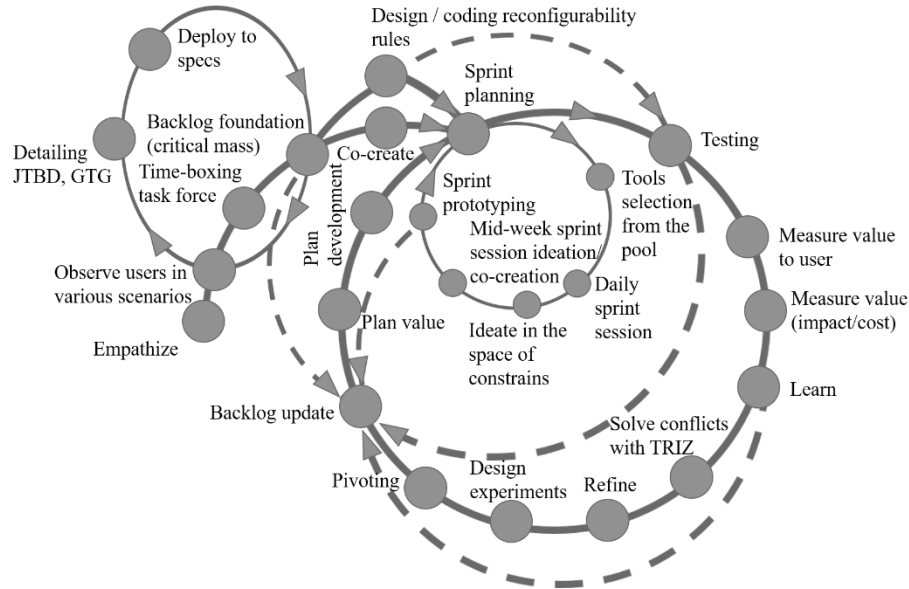 Design / coding reconfigurability
rules
Deploy to
specs
Sprint
planning
Backlog foundation
(critical mass)
Co-create
Testing
Detailing
JTBD, GTG
Time-boxing
task force
Plan
development
Sprint
prototyping
Tools
selection
from the
pool
Mid-week sprint
session ideation/
co-creation
Measure value
to user
Observe users in
various scenarios
Daily
sprint
session
Measure value
(impact/cost)
Plan value
Ideate in the
space of
constrains
Empathize
Learn
Backlog update
Solve conflicts
with TRIZ
Pivoting
Design
experiments
Refine